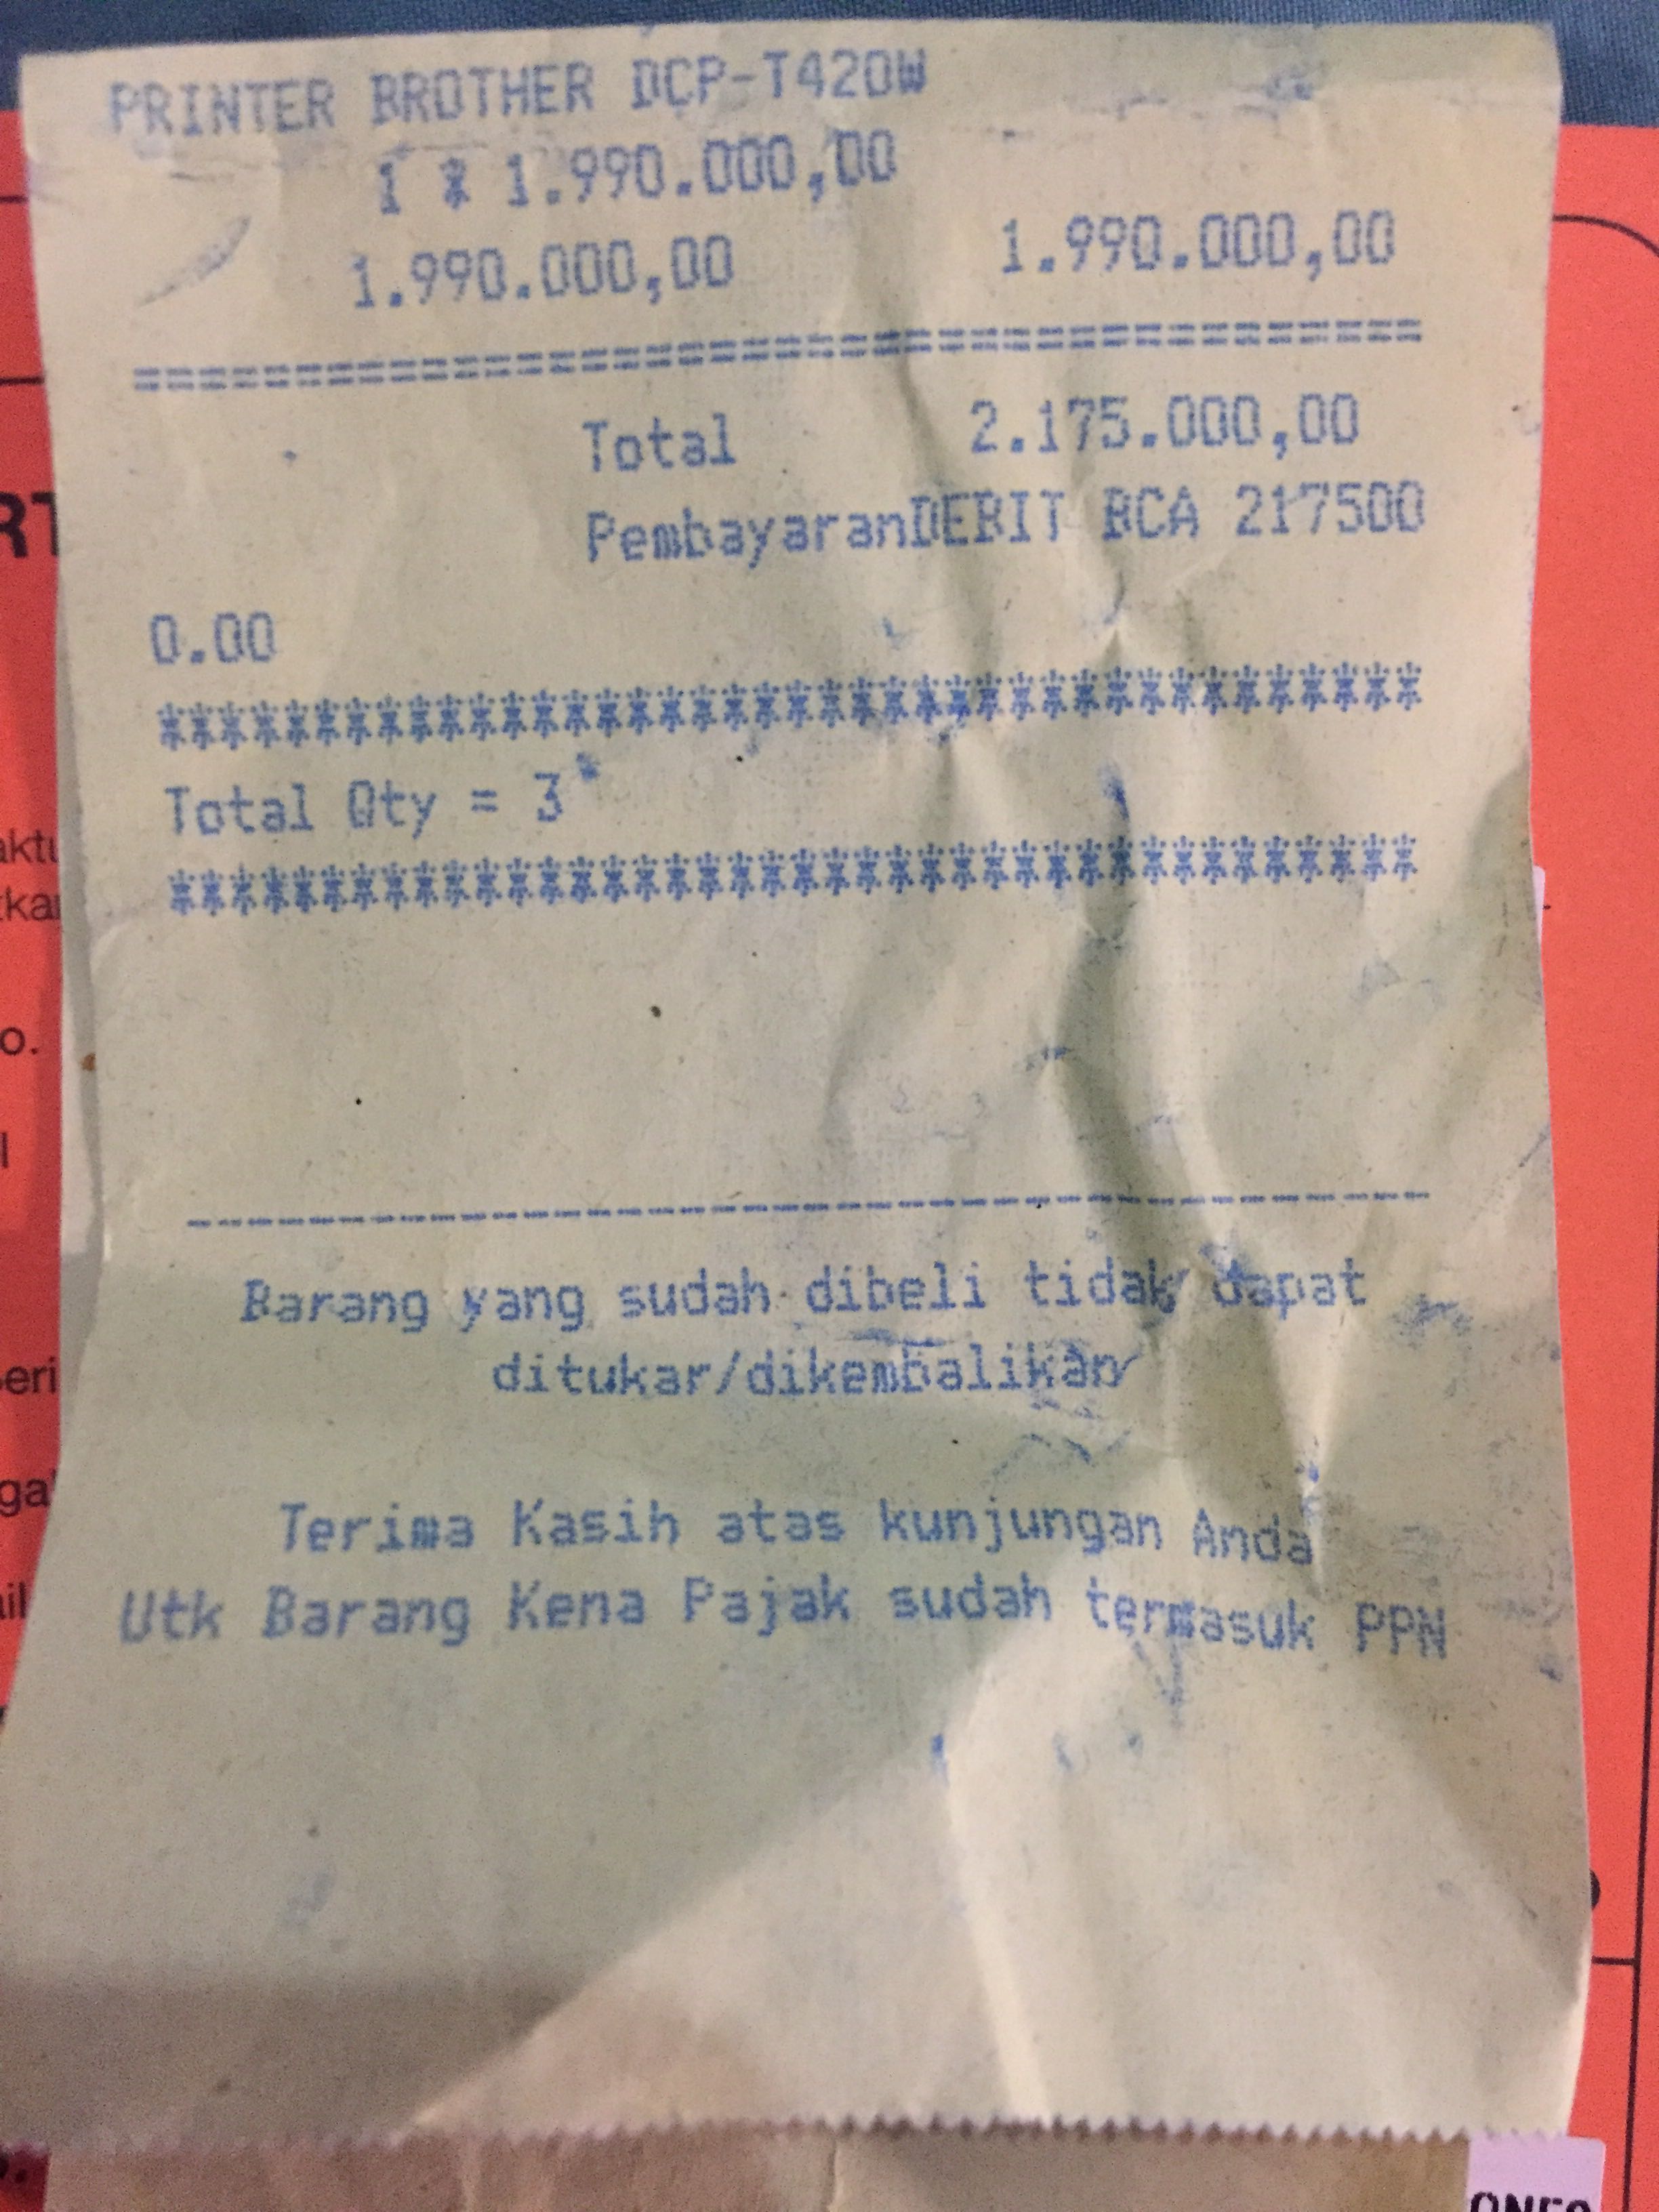 PRINTER BROTHER DCP-T420W
1 * 1.990.000,00
1.990.000,00 1.990.000,00
========================================
Total 2.175.000,00
PembayaranDEBIT BCA 217500
0.00
****************************************
Total Qty = 3
****************************************
----------------------------------------
Barang yang sudah dibeli tidak dapat
ditukar/dikembalikan
Terima Kasih atas kunjungan Anda
Utk Barang Kena Pajak sudah termasuk PPN